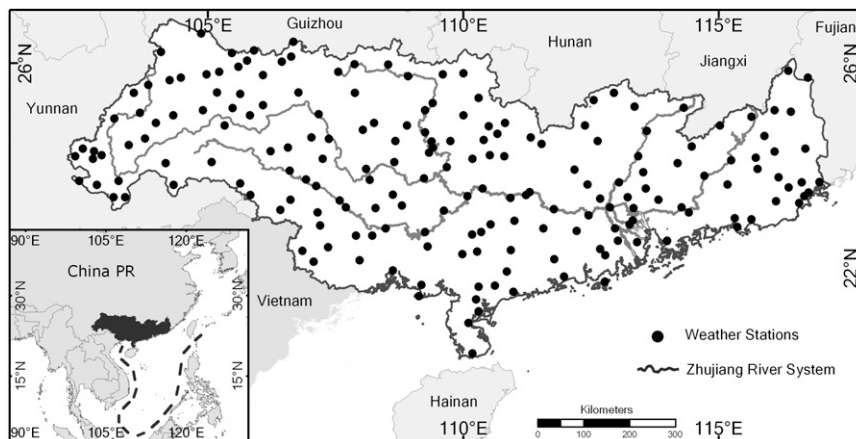 105°E
Guizhou
110°E
Hunan
115°E
Fujian
26°N
Jiangxi
26°N
Yunnan
90°E
105°E
120°E
China PR
30°N
30°N
15°N
15°N
90°E
105°E
120°E
Vietnam
22°N
Weather Stations
Zhujiang River System
Hainan
Kilometers
0 50 100 200 300
110°E
115°E